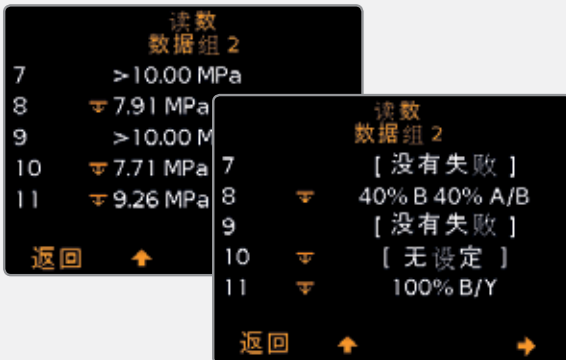 读数
数据组 2
7 >10.00 MPa
8 7.91 MPa
9 >10.00 M
10 7.71 MPa
11 9.26 MPa
返回
读数
数据组 2
7 [ 没有失败 ]
8 40% B 40% A/B
9 [ 没有失败 ]
10 [ 无设定 ]
11 100% B/Y
返回